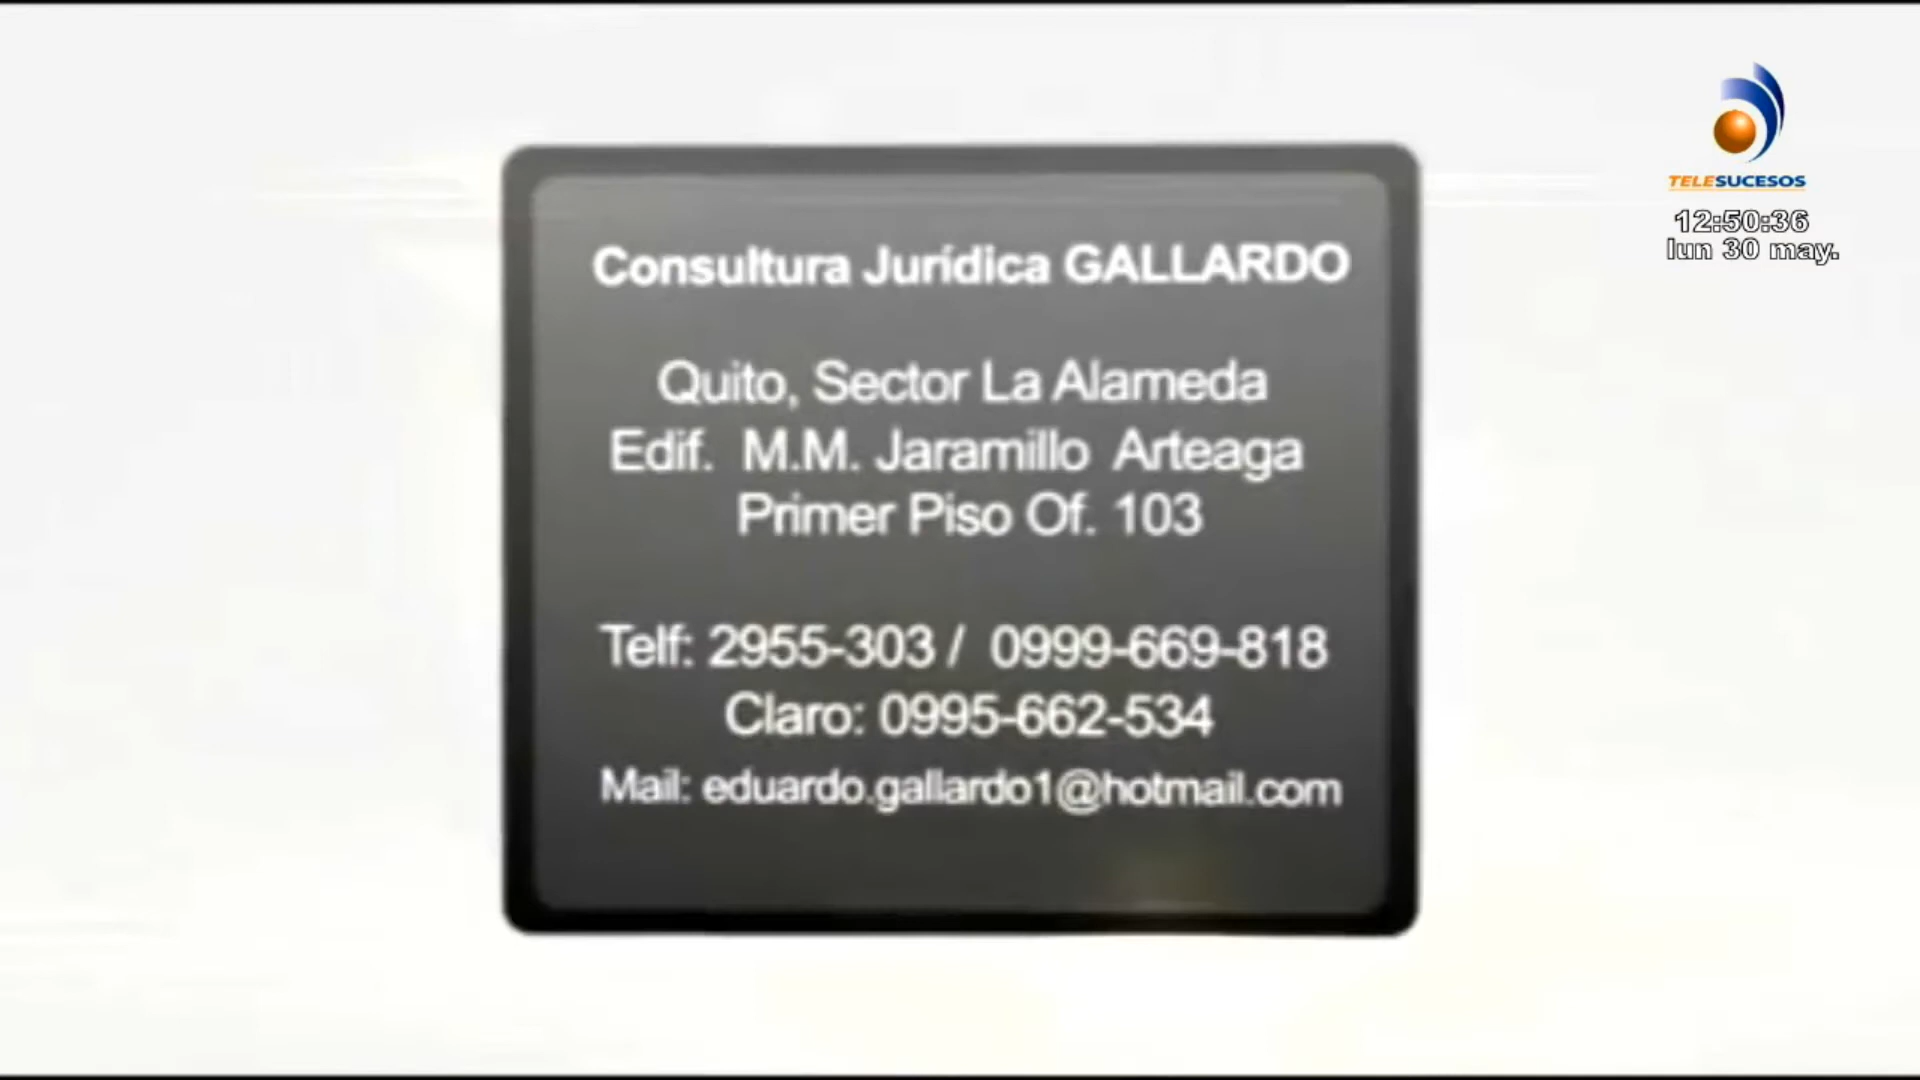 TELESUCESOS
12:50:36
lun 30 may.
Consultura Jurídica GALLARDO
Quito, Sector La Alameda
Edif. M.M. Jaramillo Arteaga
Primer Piso Of. 103
Telf: 2955-303 / 0999-669-818
Claro: 0995-662-534
Mail: eduardo.gallardo1@hotmail.com